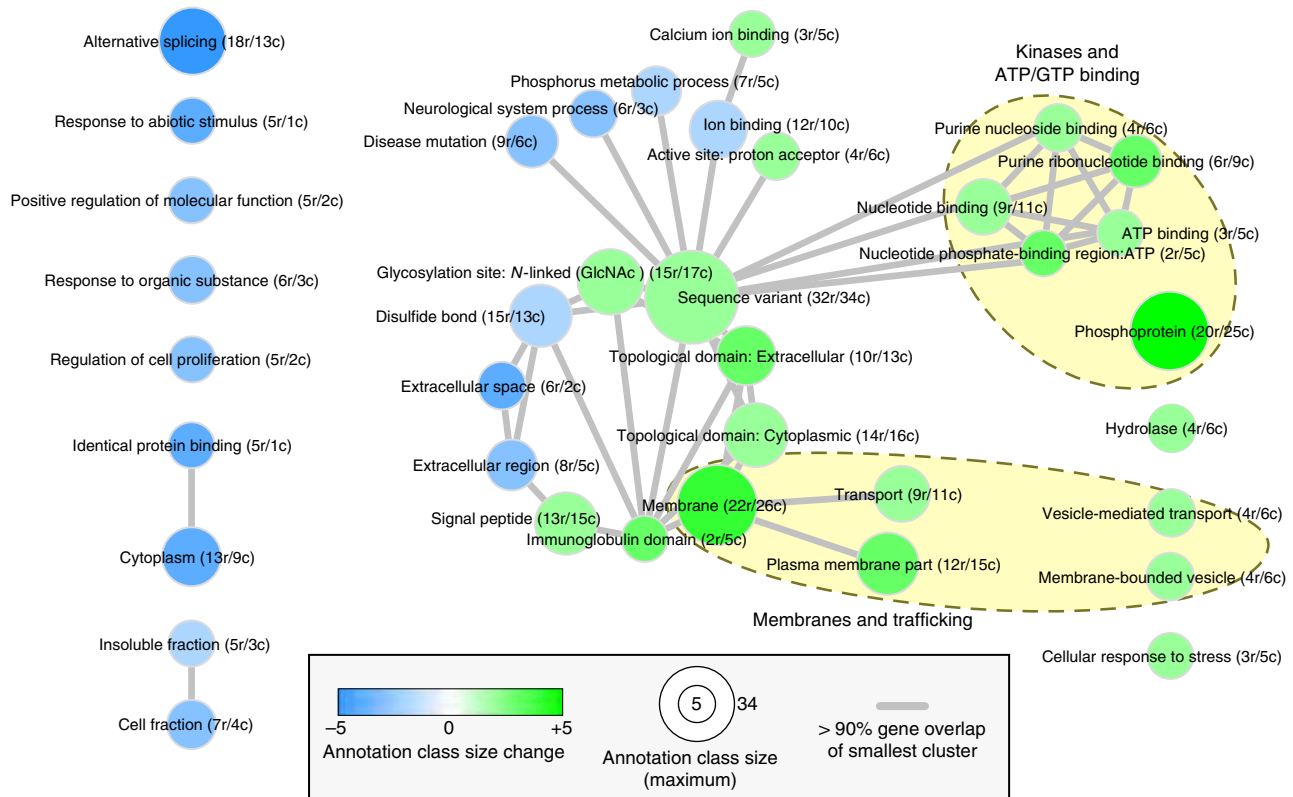 Alternative splicing (18r/13c)
Response to abiotic stimulus (5r/1c)
Positive regulation of molecular function (5r/2c)
Response to organic substance (6r/3c)
Regulation of cell proliferation (5r/2c)
Identical protein binding (5r/1c)
Cytoplasm (13r/9c)
Insoluble fraction (5r/3c)
Cell fraction (7r/4c)
Calcium ion binding (3r/5c)
Phosphorus metabolic process (7r/5c)
Neurological system process (6r/3c)
Disease mutation (9r/6c)
Ion binding (12r/10c)
Active site: proton acceptor (4r/6c)
Glycosylation site: N-linked (GlcNAc ) (15r/17c)
Sequence variant (32r/34c)
Disulfide bond (15r/13c)
Topological domain: Extracellular (10r/13c)
Extracellular space (6r/2c)
Topological domain: Cytoplasmic (14r/16c)
Extracellular region (8r/5c)
Signal peptide (13r/15c)
Immunoglobulin domain (2r/5c)
Kinases and
ATP/GTP binding
Purine nucleoside binding (4r/6c)
Purine ribonucleotide binding (6r/9c)
Nucleotide binding (9r/11c)
ATP binding (3r/5c)
Nucleotide phosphate-binding region:ATP (2r/5c)
Phosphoprotein (20r/25c)
Hydrolase (4r/6c)
Membrane (22r/26c)
Transport (9r/11c)
Vesicle-mediated transport (4r/6c)
Plasma membrane part (12r/15c)
Membrane-bounded vesicle (4r/6c)
Membranes and trafficking
Cellular response to stress (3r/5c)
–5 0 +5
Annotation class size change
5 34
Annotation class size
(maximum)
> 90% gene overlap
of smallest cluster